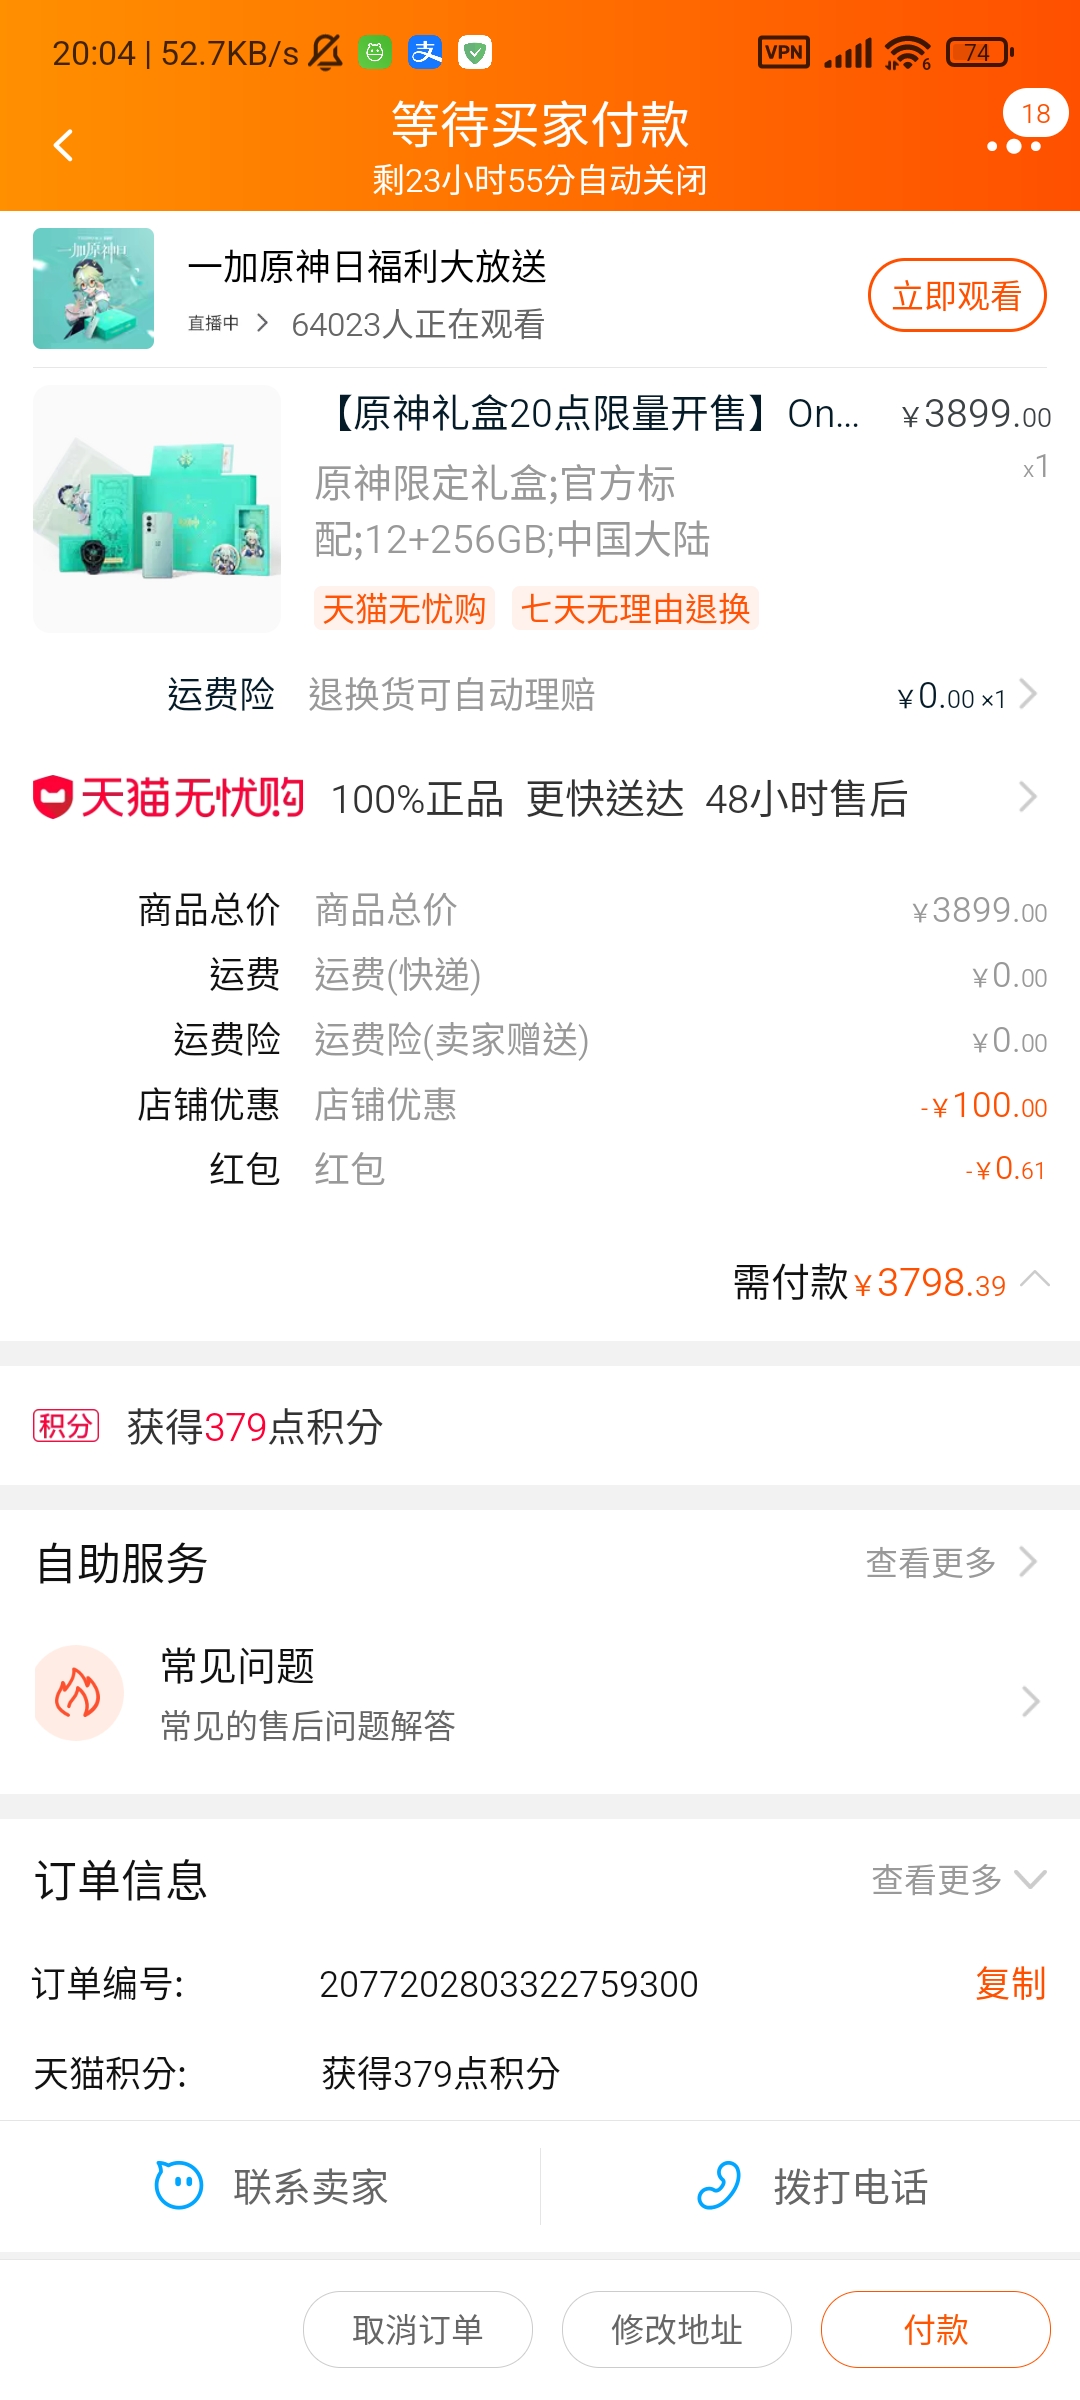 20:04 | 52.7KB/s
VPN
6
74
等待买家付款
18
剩23小时55分自动关闭
一加原神日
一加原神日福利大放送
直播中 64023人正在观看
立即观看
【原神礼盒20点限量开售】On...
¥3899.00
原神限定礼盒;官方标
x1
配;12+256GB;中国大陆
天猫无忧购 七天无理由退换
运费险 退换货可自动理赔 ¥0.00 ×1
天猫无忧购 100%正品 更快送达 48小时售后
商品总价 商品总价 ¥3899.00
运费 运费(快递) ¥0.00
运费险 运费险(卖家赠送) ¥0.00
店铺优惠 店铺优惠 -¥100.00
红包 红包 -¥0.61
需付款¥3798.39
积分 获得379点积分
自助服务 查看更多
常见问题
常见的售后问题解答
订单信息 查看更多
订单编号: 2077202803322759300 复制
天猫积分: 获得379点积分
联系卖家 拨打电话
取消订单 修改地址 付款